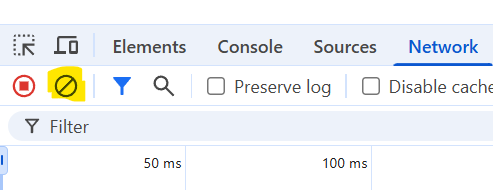 Elements Console Sources Network
Preserve log Disable cache
Filter
50 ms 100 ms